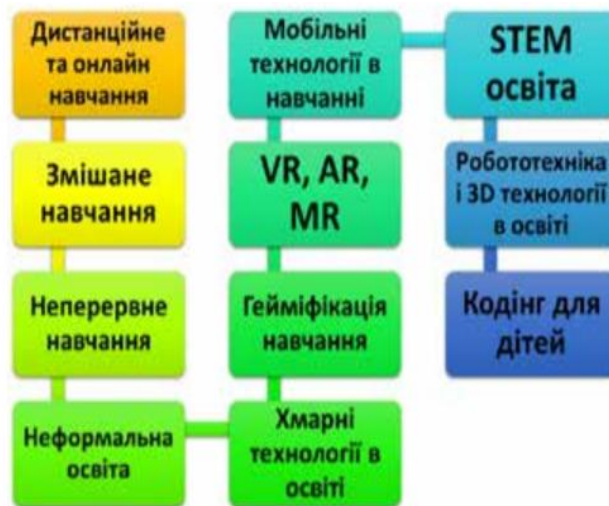 Дистанційне
та онлайн
навчання
Змішане
навчання
Неперервне
навчання
Неформальна
освіта
Хмарні
технології в
освіті
Гейміфікація
навчання
VR, AR,
MR
Мобільні
технології в
навчанні
STEM
освіта
Робототехніка
і 3D технології
в освіті
Кодінг для
дітей